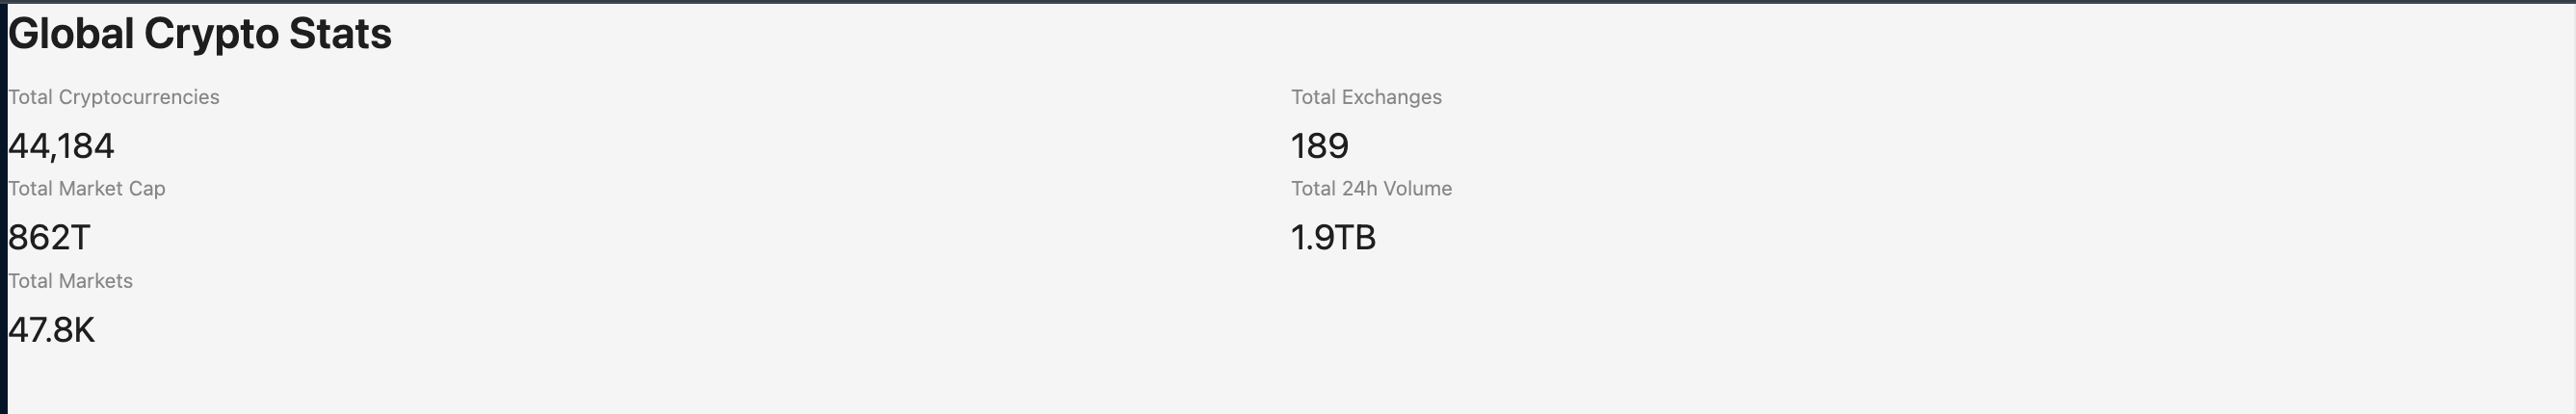 Global Crypto Stats
Total Cryptocurrencies
44,184
Total Exchanges
189
Total Market Cap
862T
Total 24h Volume
1.9TB
Total Markets
47.8K